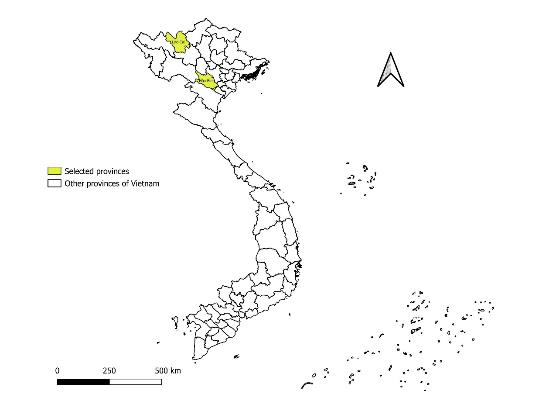 Selected provinces
Other provinces of Vietnam
0 250 500 km